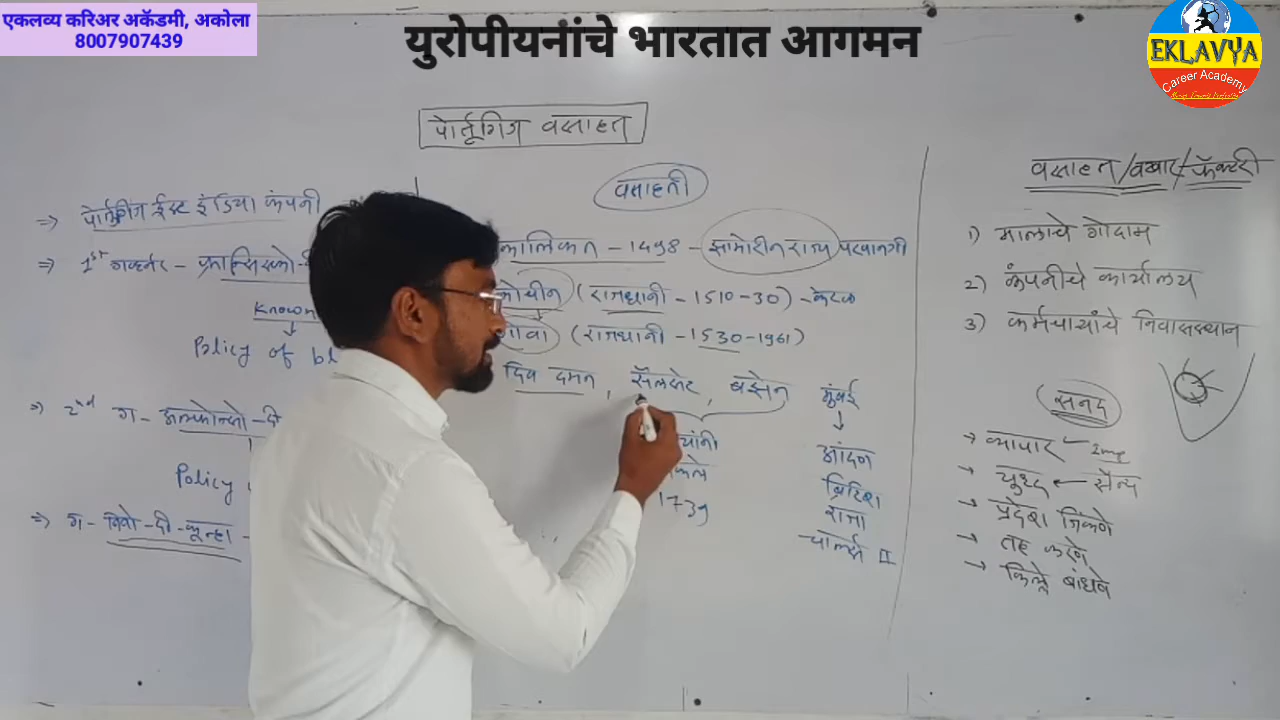 एकलव्य करिअर अकॅडमी, अकोला
8007907439
युरोपीयनांचे भारतात आगमन
EKLAVYA
Career Academy
पोर्तुगिज वसाहत
=> पोर्तुगिज ईस्ट इंडिया कंपनी
=> 1st गव्हर्नर - फ्रान्सिस्को -
Known
Policy of bl
=> 2nd ग - अल्फोन्सो - दी
Policy
=> ग - निनो - दी - कून्हा -
वसाहती
कालिकत - 1498 - झामोरीन राज्य परवानगी
कोचीन (राजधानी - 1510 - 30) - केरळ
गोवा (राजधानी - 1530 - 1961)
दिव दमन, सॅलसेट, बसेन मुंबई
यांनी
1739
आंदन
ब्रिटिश
राजा
चार्ल्स II
वसाहत / वखार / फॅक्टरी
1) मालाचे गोदाम
2) कंपनीचे कार्यालय
3) कर्मचाऱ्यांचे निवासस्थान
सनद
→ व्यापार
→ युध्द ← सैन्य
→ प्रदेश जिंकणे
→ तह करणे
→ किल्ले बांधणे